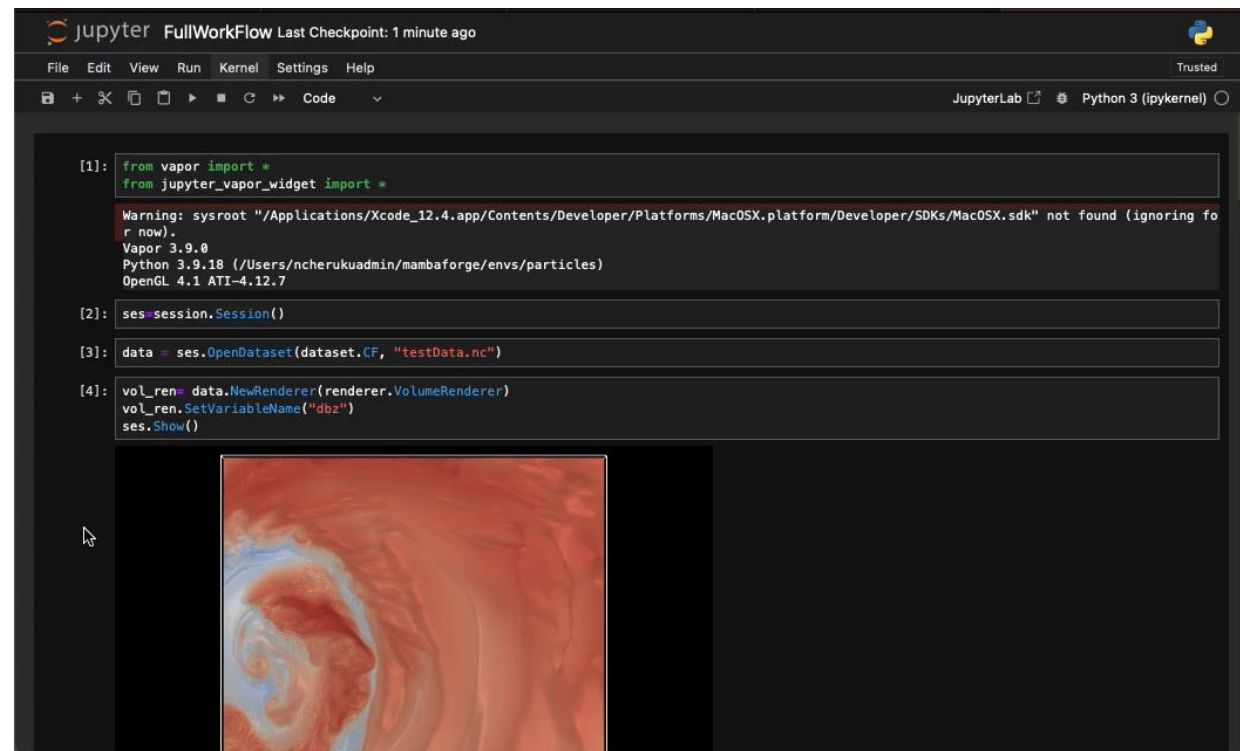 jupyter FullWorkFlow Last Checkpoint: 1 minute ago
File Edit View Run Kernel Settings Help Trusted
Code JupyterLab Python 3 (ipykernel)
[1]: from vapor import *
from jupyter_vapor_widget import *
Warning: sysroot "/Applications/Xcode_12.4.app/Contents/Developer/Platforms/MacOSX.platform/Developer/SDKs/MacOSX.sdk" not found (ignoring fo
r now).
Vapor 3.9.0
Python 3.9.18 (/Users/ncherukuadmin/mambaforge/envs/particles)
OpenGL 4.1 ATI-4.12.7
[2]: ses=session.Session()
[3]: data = ses.OpenDataset(dataset.CF, "testData.nc")
[4]: vol_ren= data.NewRenderer(renderer.VolumeRenderer)
vol_ren.SetVariableName("dbz")
ses.Show()